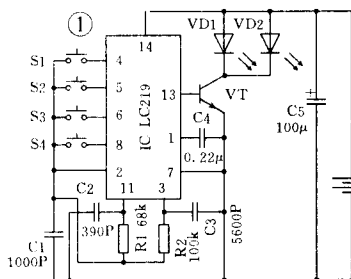 ①
14
VD1
VD2
S1
4
S2
5
13
VT
S3
6
IC LC219
1
C4
0.22μ
C5
100μ
+
S4
8
2
7
C2
11
3
390P
R1 68k
R2
100k
C3
5600P
C1
1000P